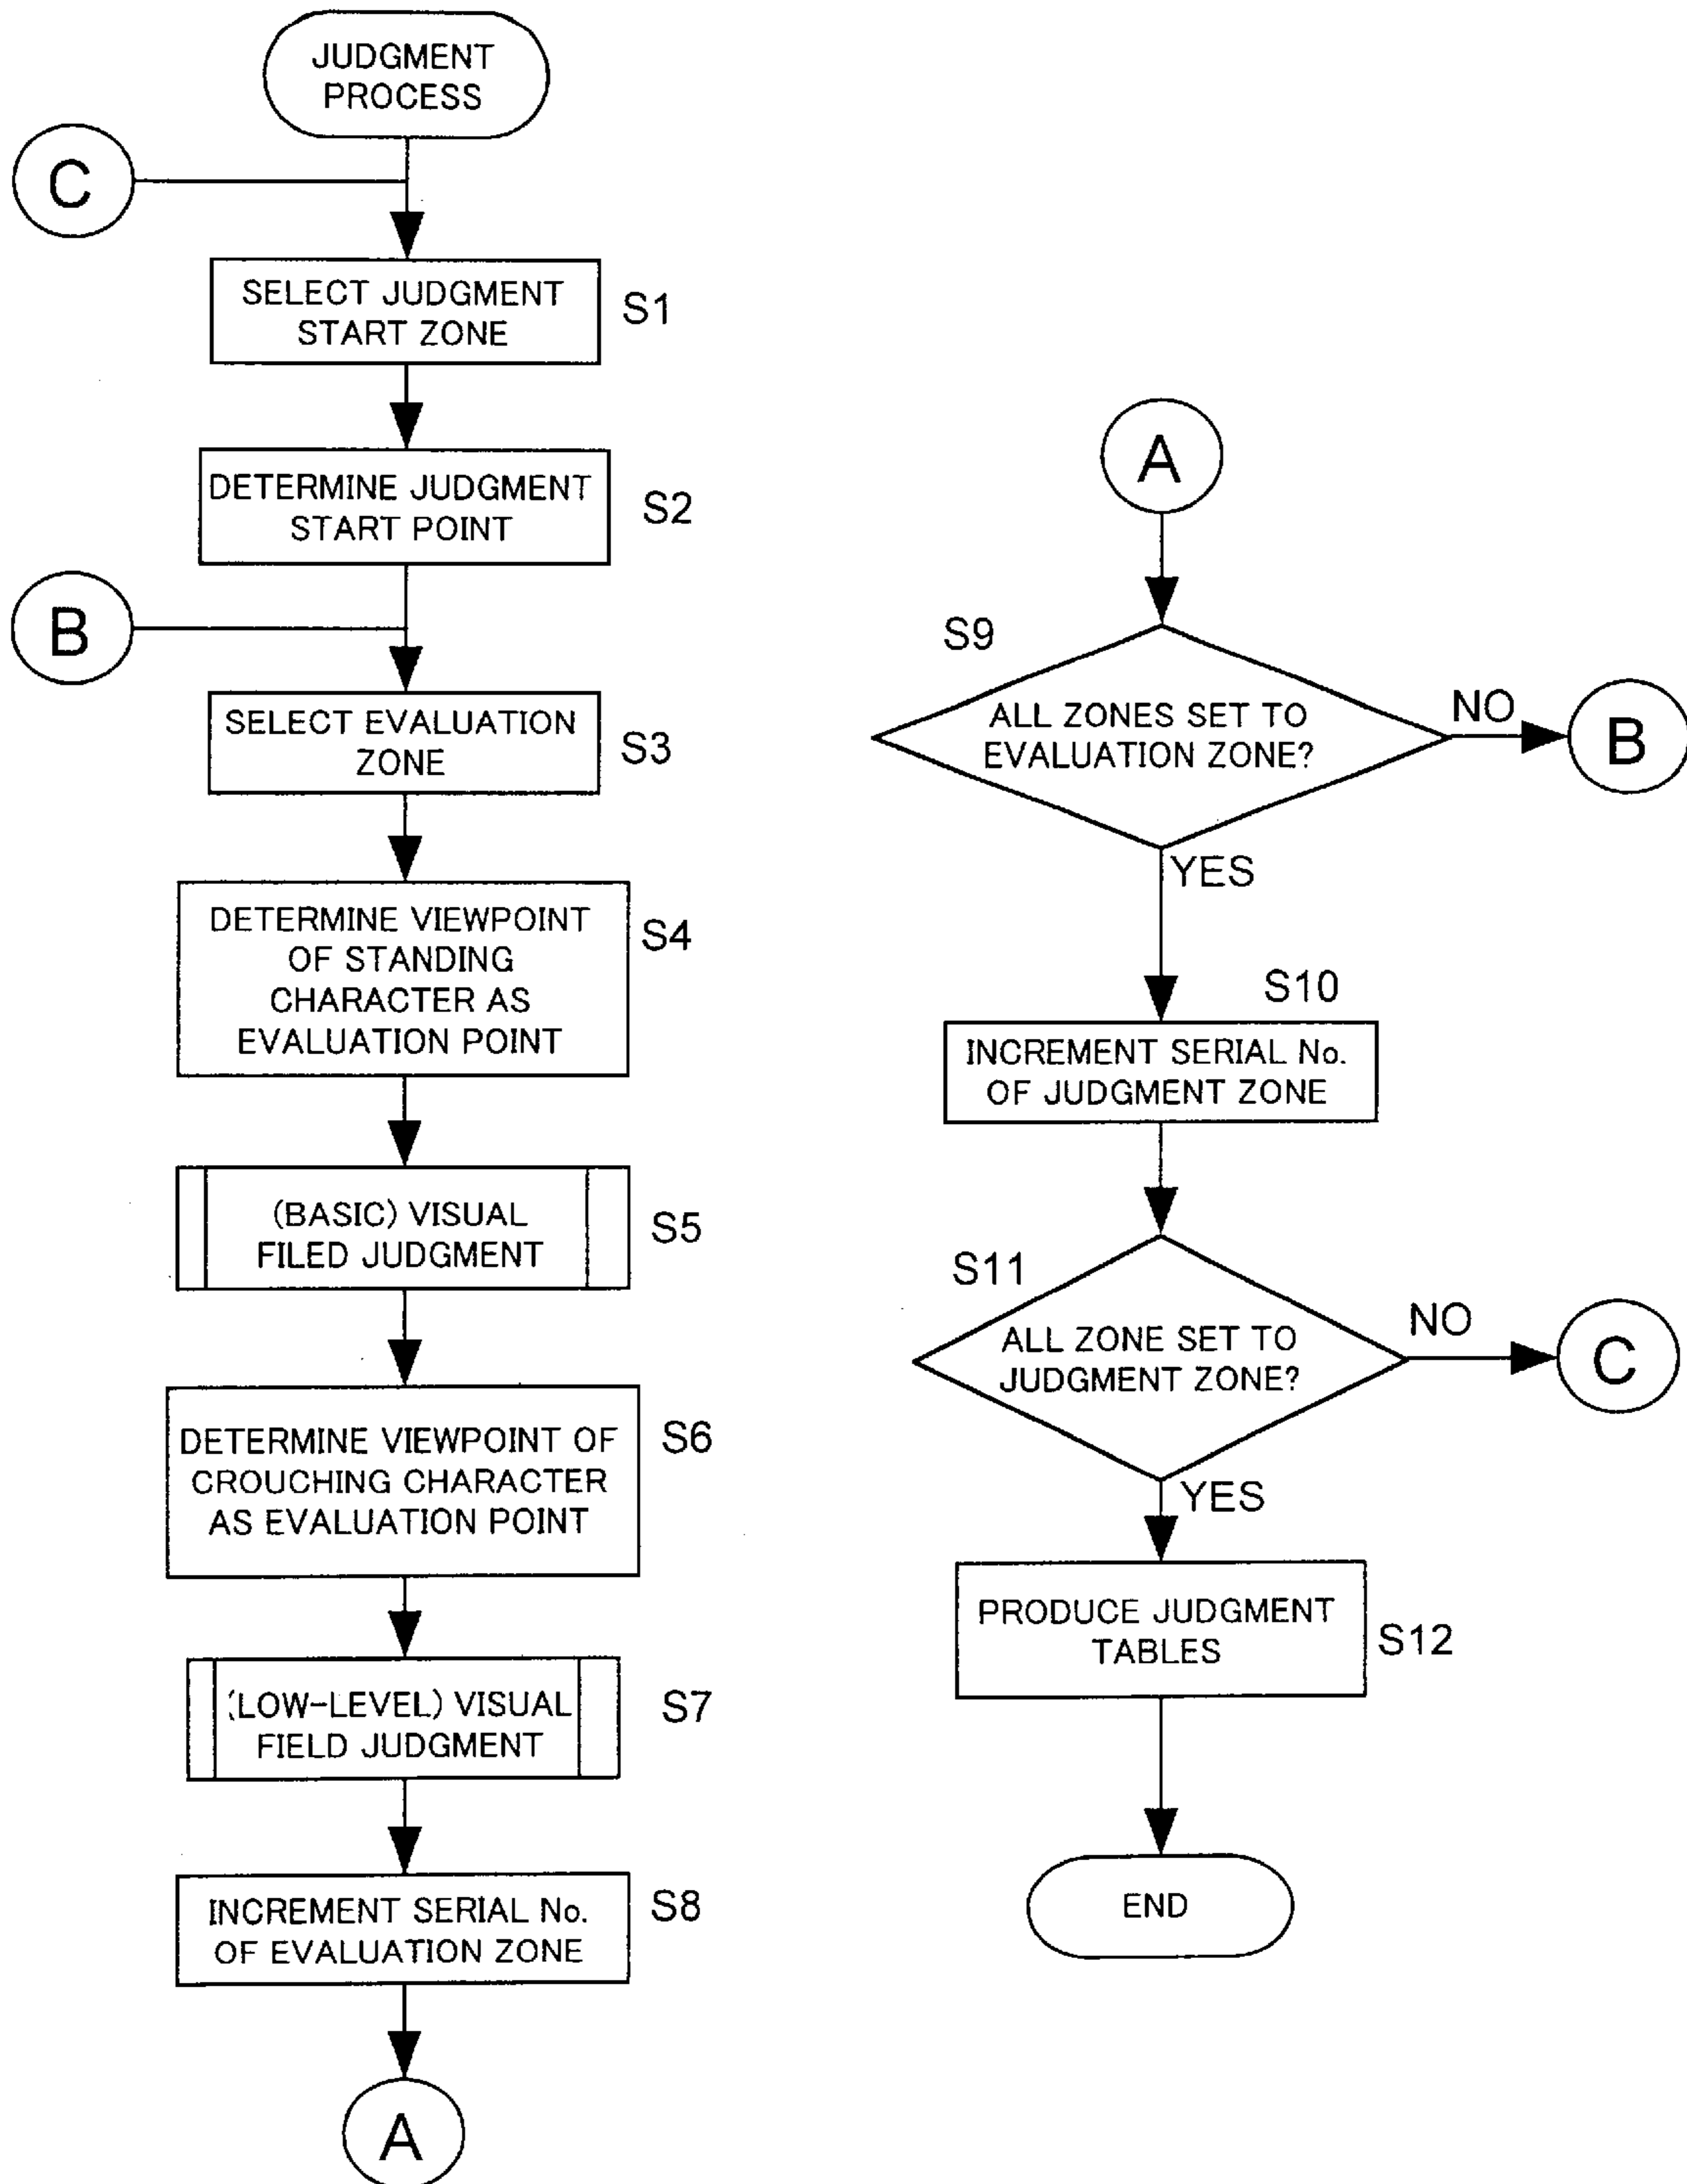 JUDGMENT
PROCESS
C
SELECT JUDGMENT
START ZONE
S1
DETERMINE JUDGMENT
START POINT
S2
B
SELECT EVALUATION
ZONE
S3
DETERMINE VIEWPOINT
OF STANDING
CHARACTER AS
EVALUATION POINT
S4
(BASIC) VISUAL
FILED JUDGMENT
S5
DETERMINE VIEWPOINT OF
CROUCHING CHARACTER
AS EVALUATION POINT
S6
(LOW-LEVEL) VISUAL
FIELD JUDGMENT
S7
INCREMENT SERIAL No.
OF EVALUATION ZONE
S8
A
A
S9
ALL ZONES SET TO
EVALUATION ZONE?
NO
B
YES
S10
INCREMENT SERIAL No.
OF JUDGMENT ZONE
S11
ALL ZONE SET TO
JUDGMENT ZONE?
NO
C
YES
PRODUCE JUDGMENT
TABLES
S12
END